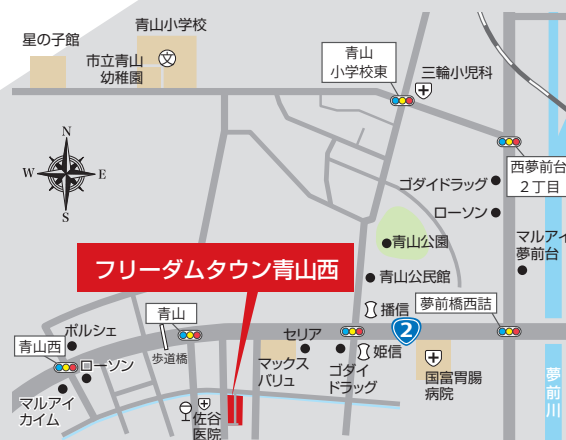 青山小学校
星の子館
市立青山
幼稚園
文
青山
小学校東
三輪小児科
N
W
E
S
西夢前台
2丁目
ゴダイドラッグ
ローソン
マルアイ
夢前台
青山公園
フリーダムタウン青山西
青山公民館
播信
夢前橋西詰
2
青山
ポルシェ
青山西
歩道橋
セリア
姫信
ローソン
マックス
バリュ
ゴダイ
ドラッグ
国富胃腸
病院
夢前川
マルアイ
カイム
佐谷
医院